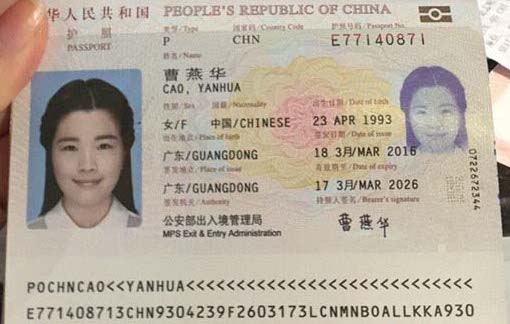 华人民共和国 PEOPLE'S REPUBLIC OF CHINA
护照 类型/Type 国家码/Country Code 护照号码/Passport No.
PASSPORT P CHN E77140871
姓名/Name
曹燕华
CAO, YANHUA
性别/Sex 国籍/Nationality 出生日期/Date of birth
女/F 中国/CHINESE 23 APR 1993
出生地点/Place of birth 签发日期/Date of issue
广东/GUANGDONG 18 3月/MAR 2016
签发地点/Place of issue 有效期至/Date of expiry
广东/GUANGDONG 17 3月/MAR 2026
签发机关/Authority 持照人签名/Bearer's signature
公安部出入境管理局 曹燕华
MPS Exit & Entry Administration
0722672344
POCHNCAO<<YANHUA<<<<<<<<<<<<<<<<<<<<<<<<<<<<
E771408713CHN9304239F2603173LCNMNBOALLKKA930